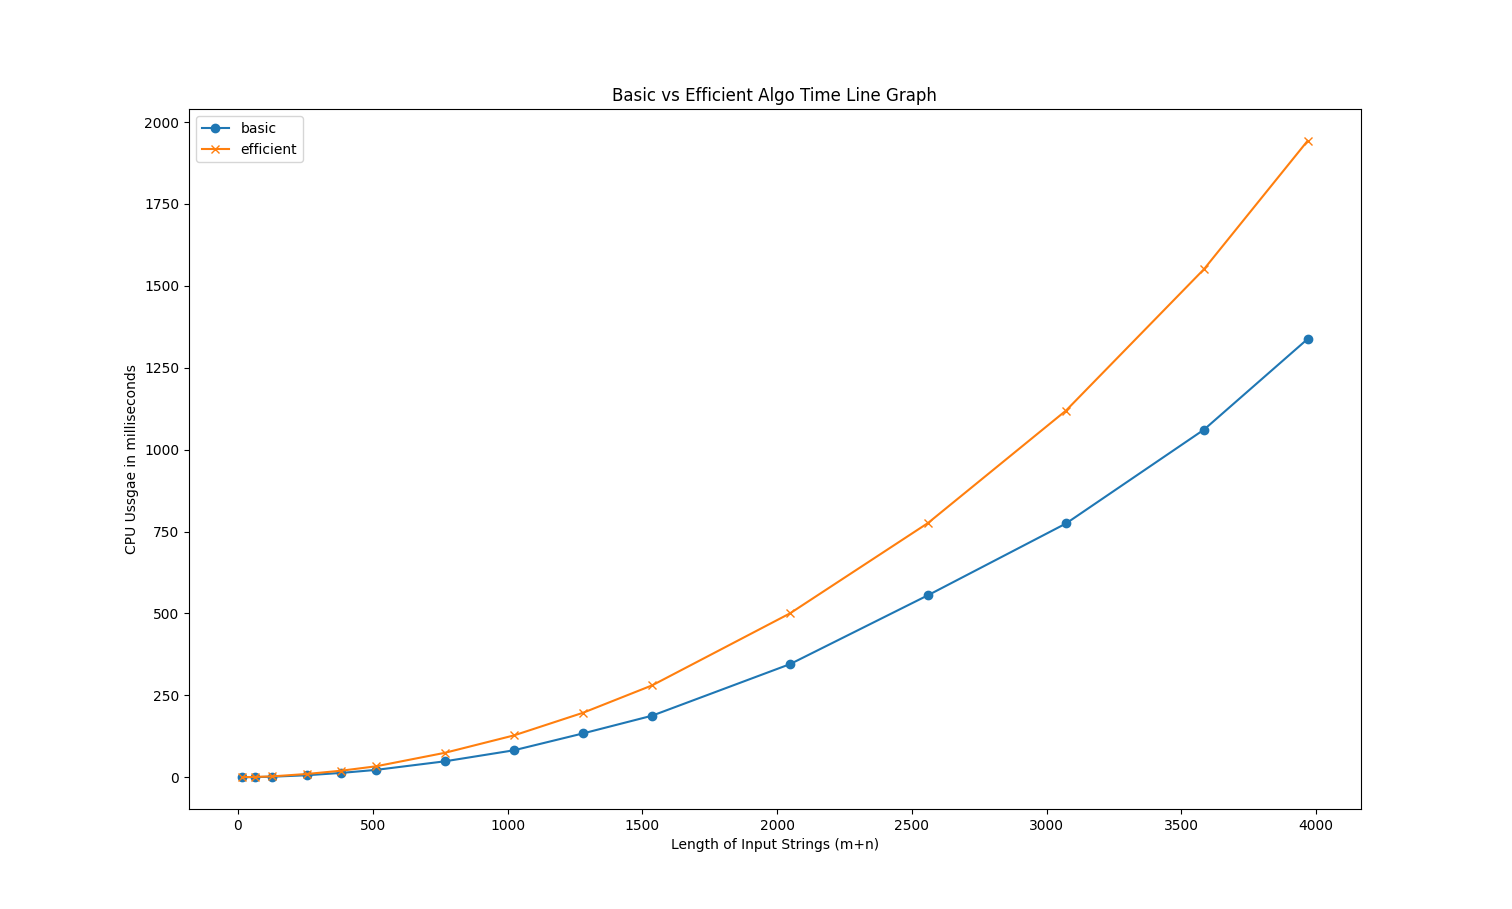 Basic vs Efficient Algo Time Line Graph
basic
efficient
2000
1750
1500
1250
1000
750
500
250
0
CPU Ussgae in milliseconds
0 500 1000 1500 2000 2500 3000 3500 4000
Length of Input Strings (m+n)